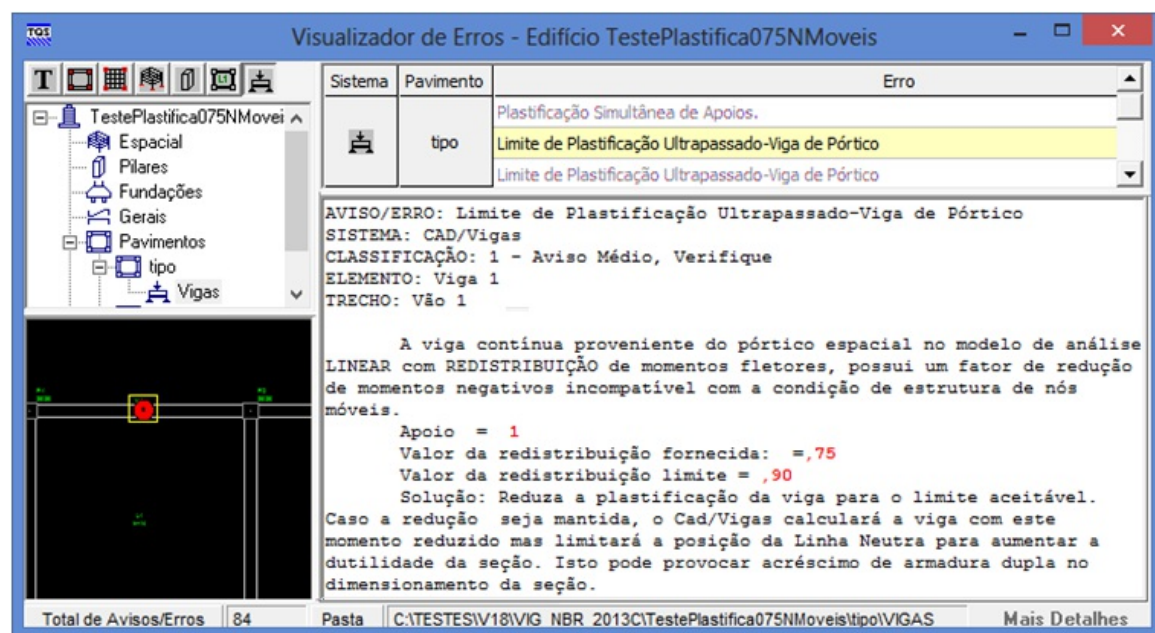 TQS
Visualizador de Erros - Edifício TestePlastifica075NMoveis
TestePlastifica075NMovei
Espacial
Pilares
Fundações
Gerais
Pavimentos
tipo
Vigas
Sistema Pavimento Erro
tipo
Plastificação Simultânea de Apoios.
Limite de Plastificação Ultrapassado-Viga de Pórtico
Limite de Plastificação Ultrapassado-Viga de Pórtico
AVISO/ERRO: Limite de Plastificação Ultrapassado-Viga de Pórtico
SISTEMA: CAD/Vigas
CLASSIFICAÇÃO: 1 - Aviso Médio, Verifique
ELEMENTO: Viga 1
TRECHO: Vão 1
A viga contínua proveniente do pórtico espacial no modelo de análise
LINEAR com REDISTRIBUIÇÃO de momentos fletores, possui um fator de redução
de momentos negativos incompatível com a condição de estrutura de nós
móveis.
Apoio = 1
Valor da redistribuição fornecida: =,75
Valor da redistribuição limite = ,90
Solução: Reduza a plastificação da viga para o limite aceitável.
Caso a redução seja mantida, o Cad/Vigas calculará a viga com este
momento reduzido mas limitará a posição da Linha Neutra para aumentar a
dutilidade da seção. Isto pode provocar acréscimo de armadura dupla no
dimensionamento da seção.
Total de Avisos/Erros 84 Pasta C:\TESTES\V18\VIG_NBR_2013C\TestePlastifica075NMoveis\tipo\VIGAS Mais Detalhes